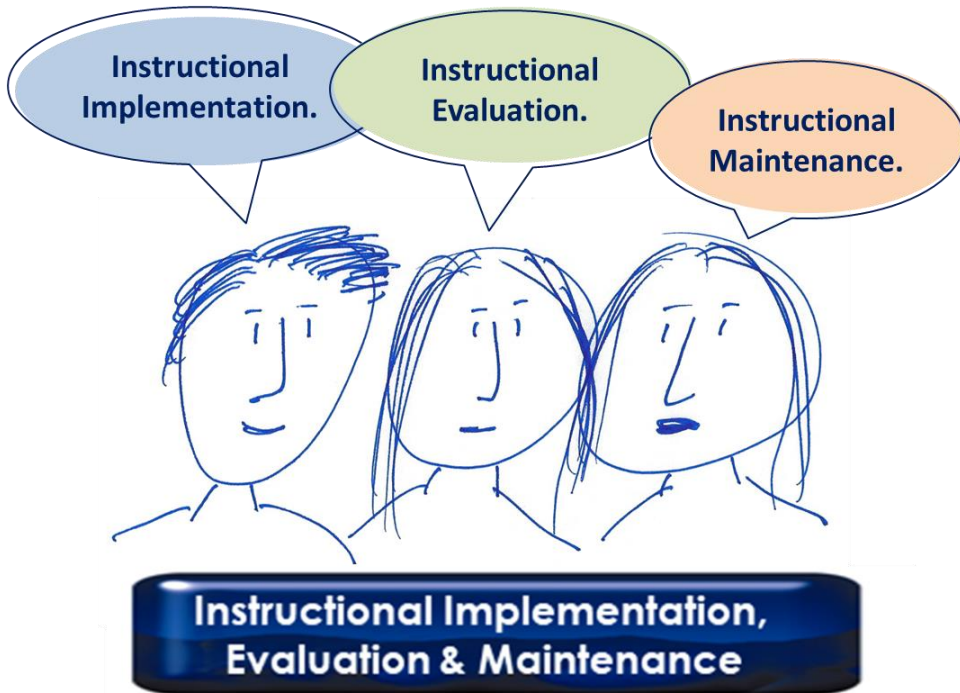 Instructional
Implementation.
Instructional
Evaluation.
Instructional
Maintenance.
Instructional Implementation,
Evaluation & Maintenance